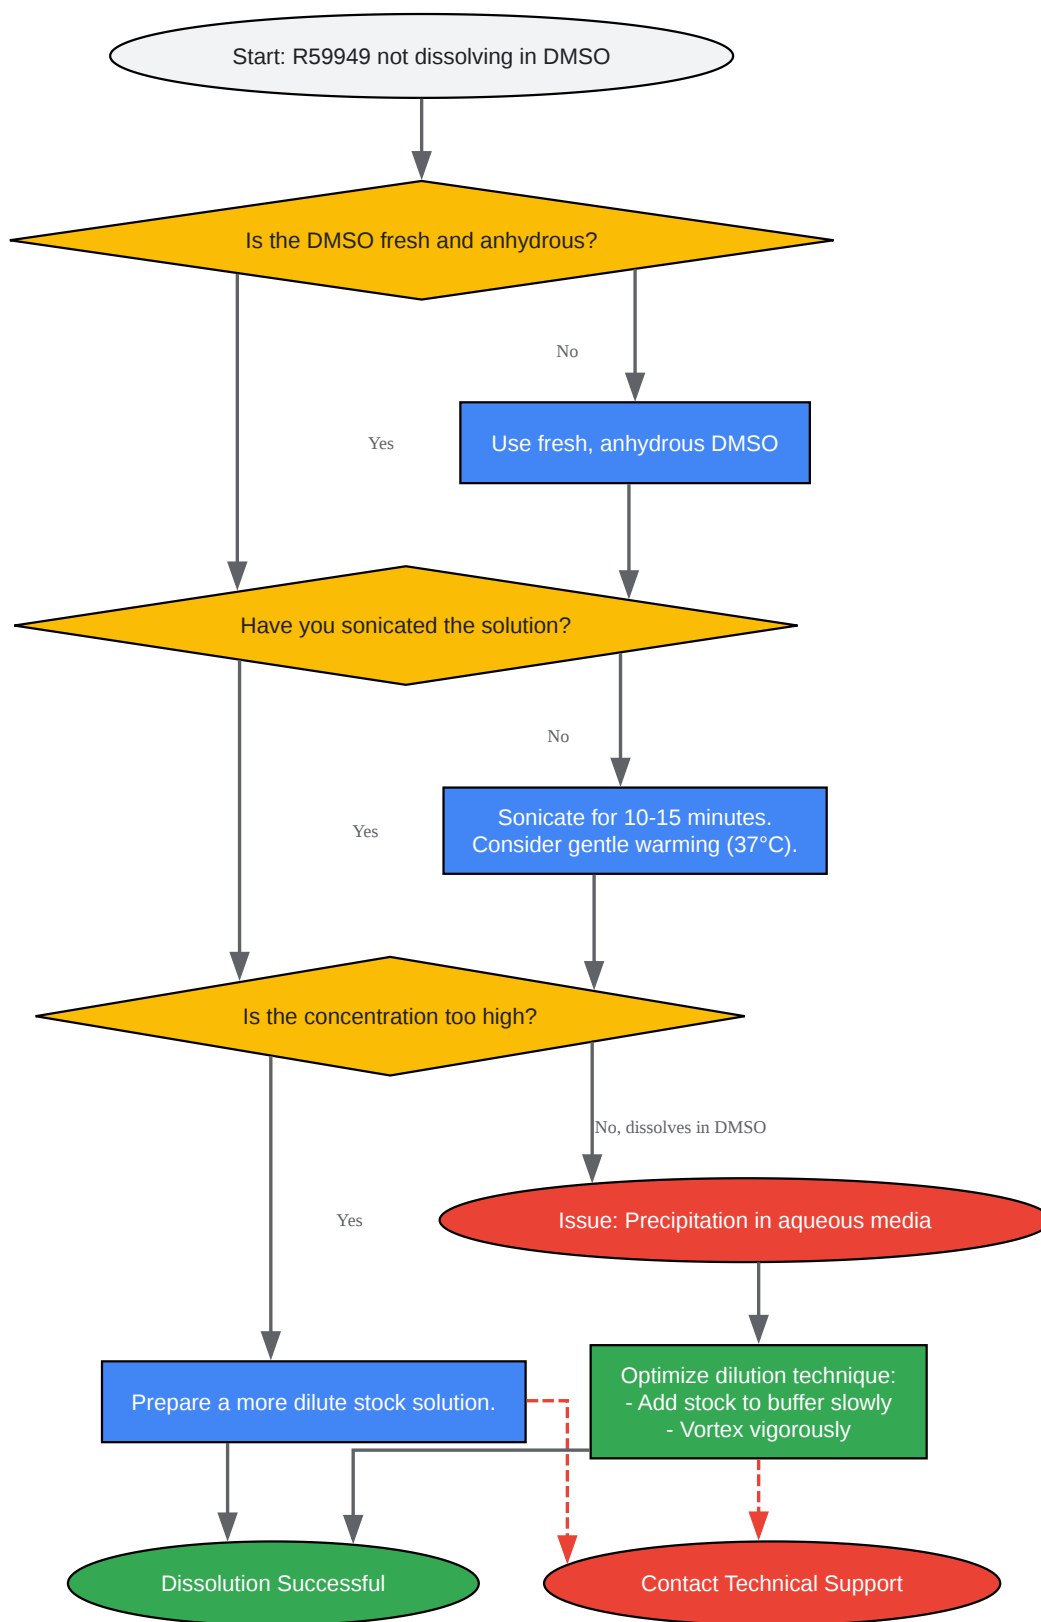 Start: R59949 not dissolving in DMSO
Is the DMSO fresh and anhydrous?
No
Yes
Use fresh, anhydrous DMSO
Have you sonicated the solution?
No
Yes
Sonicate for 10-15 minutes.
Consider gentle warming (37°C).
Is the concentration too high?
No, dissolves in DMSO
Yes
Issue: Precipitation in aqueous media
Prepare a more dilute stock solution.
Optimize dilution technique:
- Add stock to buffer slowly
- Vortex vigorously
Dissolution Successful
Contact Technical Support